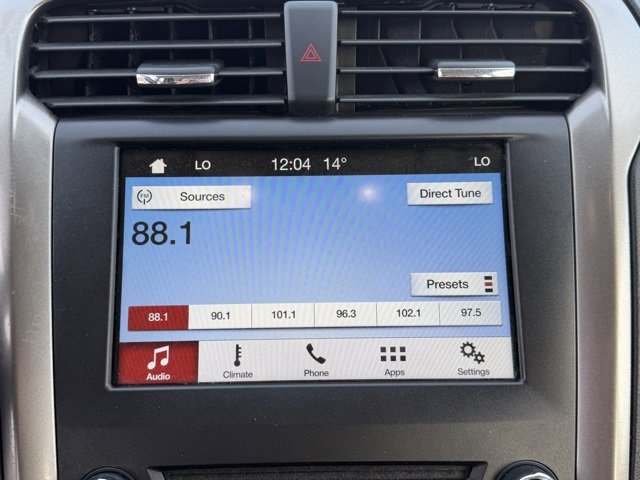 LO 12:04 14° LO
FM Sources Direct Tune
88.1
Presets
88.1 90.1 101.1 96.3 102.1 97.5
Audio Climate Phone Apps Settings